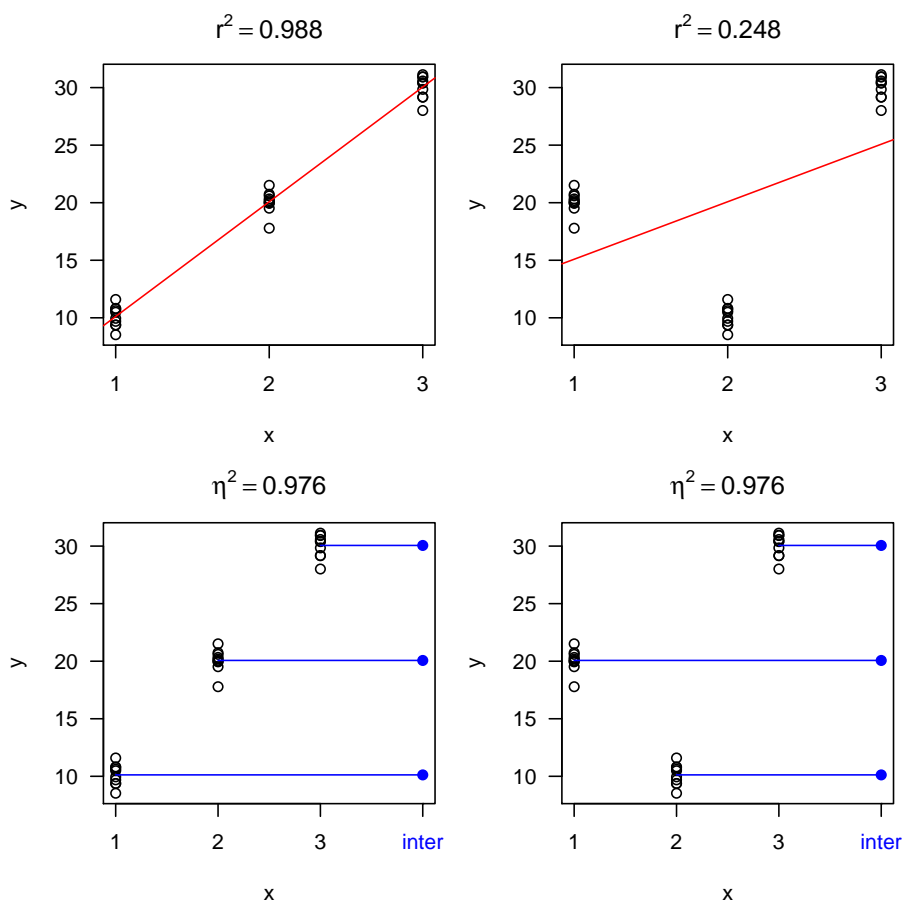 r² = 0.988
y
30
25
20
15
10
1 2 3
x
r² = 0.248
y
30
25
20
15
10
1 2 3
x
η² = 0.976
y
30
25
20
15
10
1 2 3 inter
x
η² = 0.976
y
30
25
20
15
10
1 2 3 inter
x